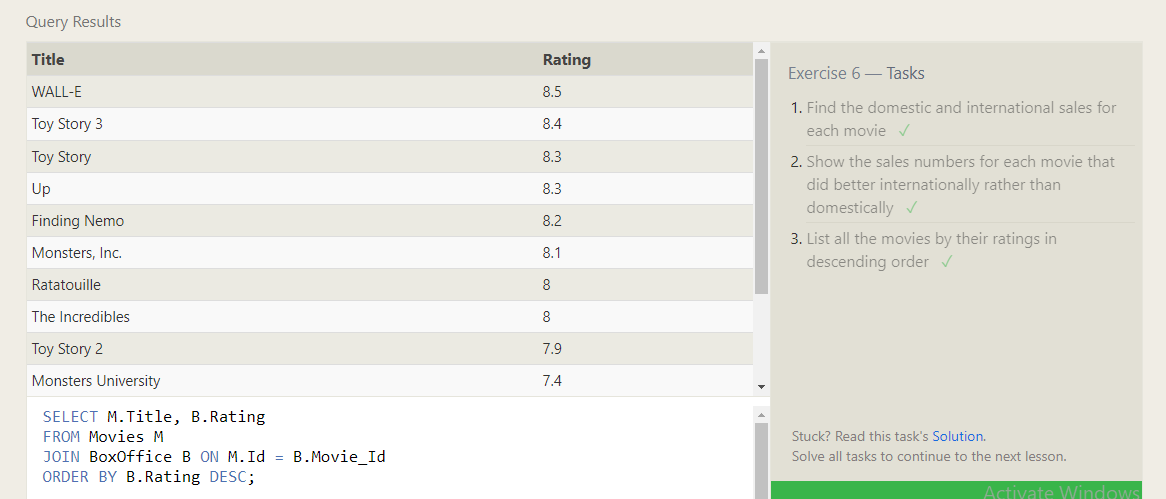 Query Results
Title Rating
WALL-E 8.5
Toy Story 3 8.4
Toy Story 8.3
Up 8.3
Finding Nemo 8.2
Monsters, Inc. 8.1
Ratatouille 8
The Incredibles 8
Toy Story 2 7.9
Monsters University 7.4
SELECT M.Title, B.Rating
FROM Movies M
JOIN BoxOffice B ON M.Id = B.Movie_Id
ORDER BY B.Rating DESC;
Exercise 6 — Tasks
1. Find the domestic and international sales for
each movie ✓
2. Show the sales numbers for each movie that
did better internationally rather than
domestically ✓
3. List all the movies by their ratings in
descending order ✓
Stuck? Read this task's Solution.
Solve all tasks to continue to the next lesson.
Activate Windows